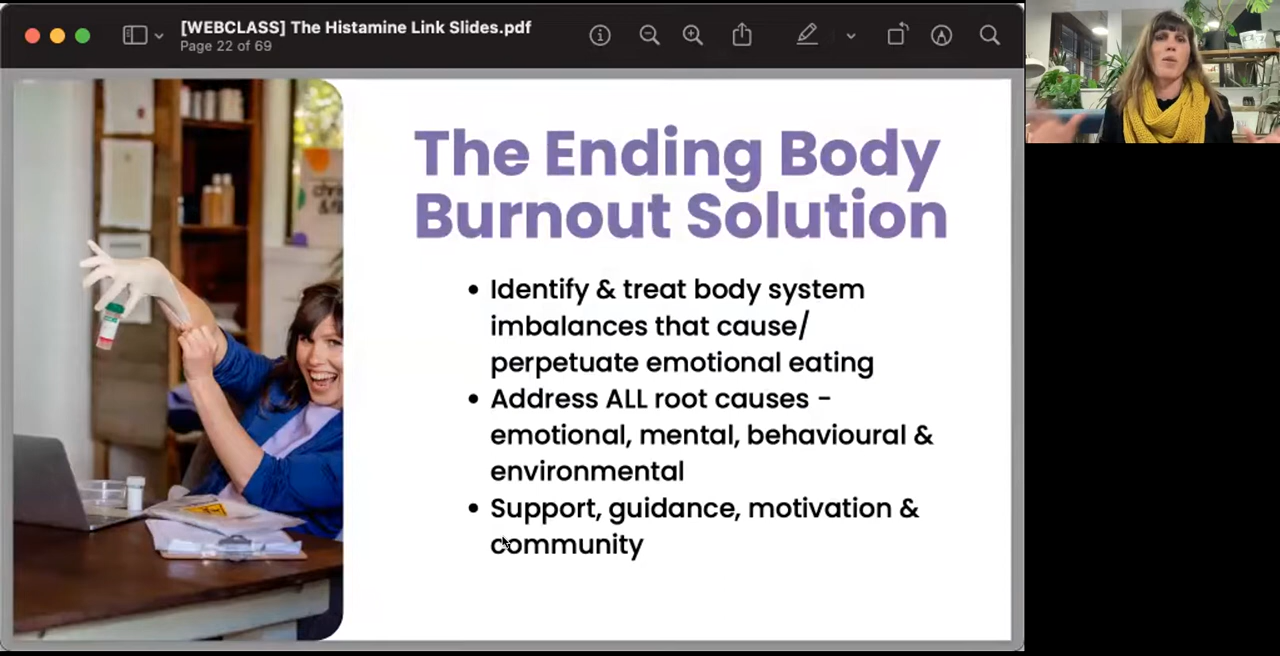 [WEBCLASS] The Histamine Link Slides.pdf
Page 22 of 69
The Ending Body
Burnout Solution
• Identify & treat body system
imbalances that cause/
perpetuate emotional eating
• Address ALL root causes -
emotional, mental, behavioural &
environmental
• Support, guidance, motivation &
community